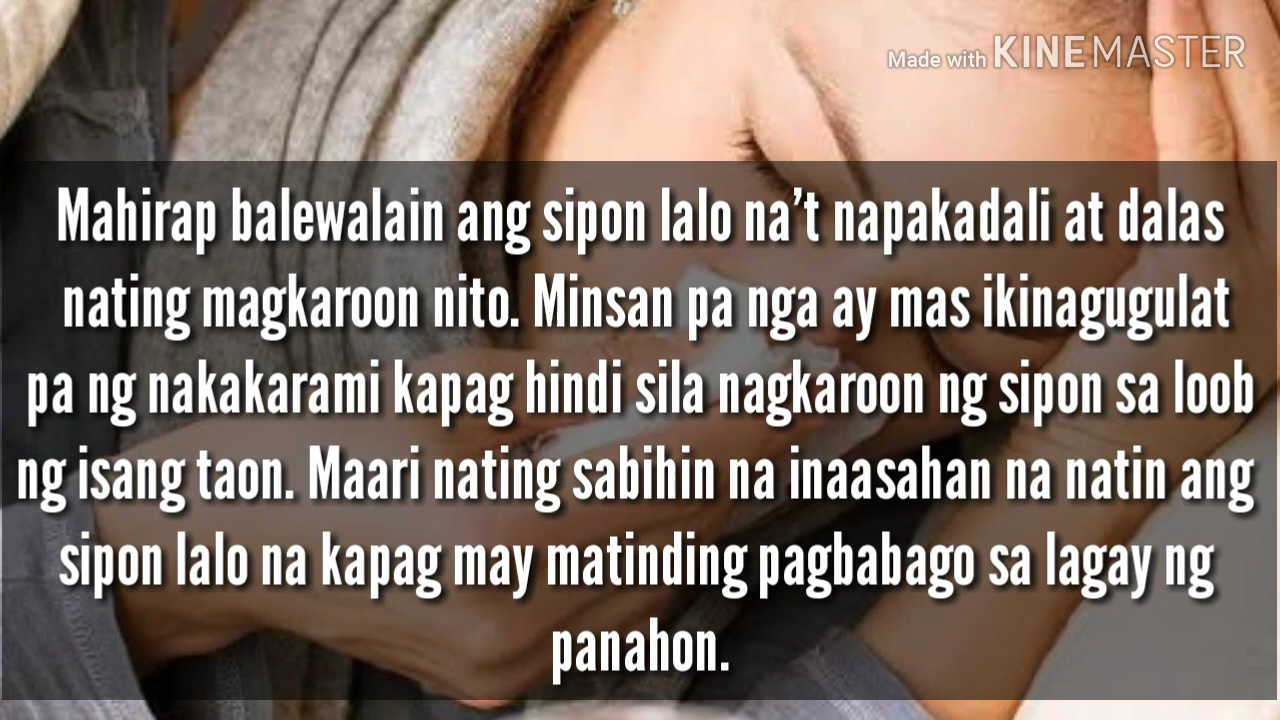 Made with KINEMASTER
Mahirap balewalain ang sipon lalo na’t napakadali at dalas
nating magkaroon nito. Minsan pa nga ay mas ikinagugulat
pa ng nakakarami kapag hindi sila nagkaroon ng sipon sa loob
ng isang taon. Maari nating sabihin na inaasahan na natin ang
sipon lalo na kapag may matinding pagbabago sa lagay ng
panahon.